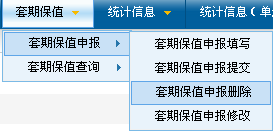 套期保值 统计信息 统计信息（单
套期保值申报
套期保值查询
套期保值申报填写
套期保值申报提交
套期保值申报删除
套期保值申报修改